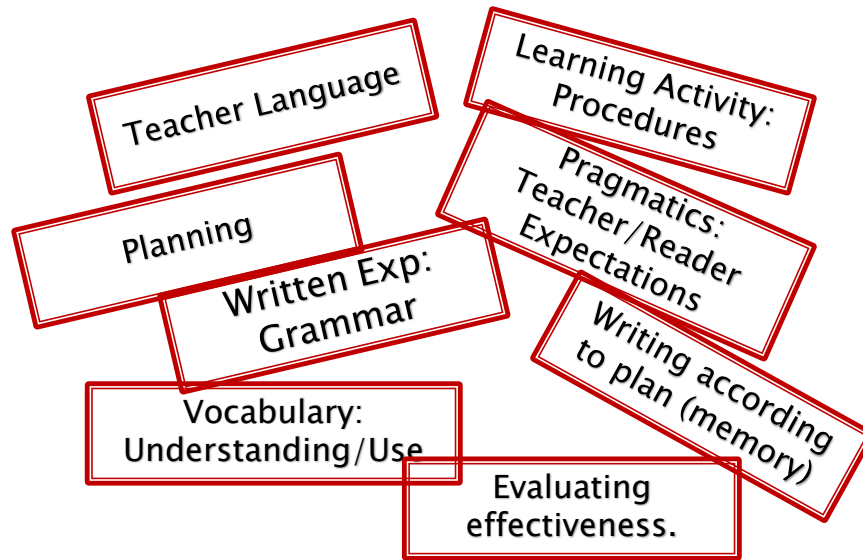 Teacher Language
Learning Activity:
Procedures
Planning
Pragmatics:
Teacher/Reader
Expectations
Written Exp:
Grammar
Writing according
to plan (memory)
Vocabulary:
Understanding/Use
Evaluating
effectiveness.